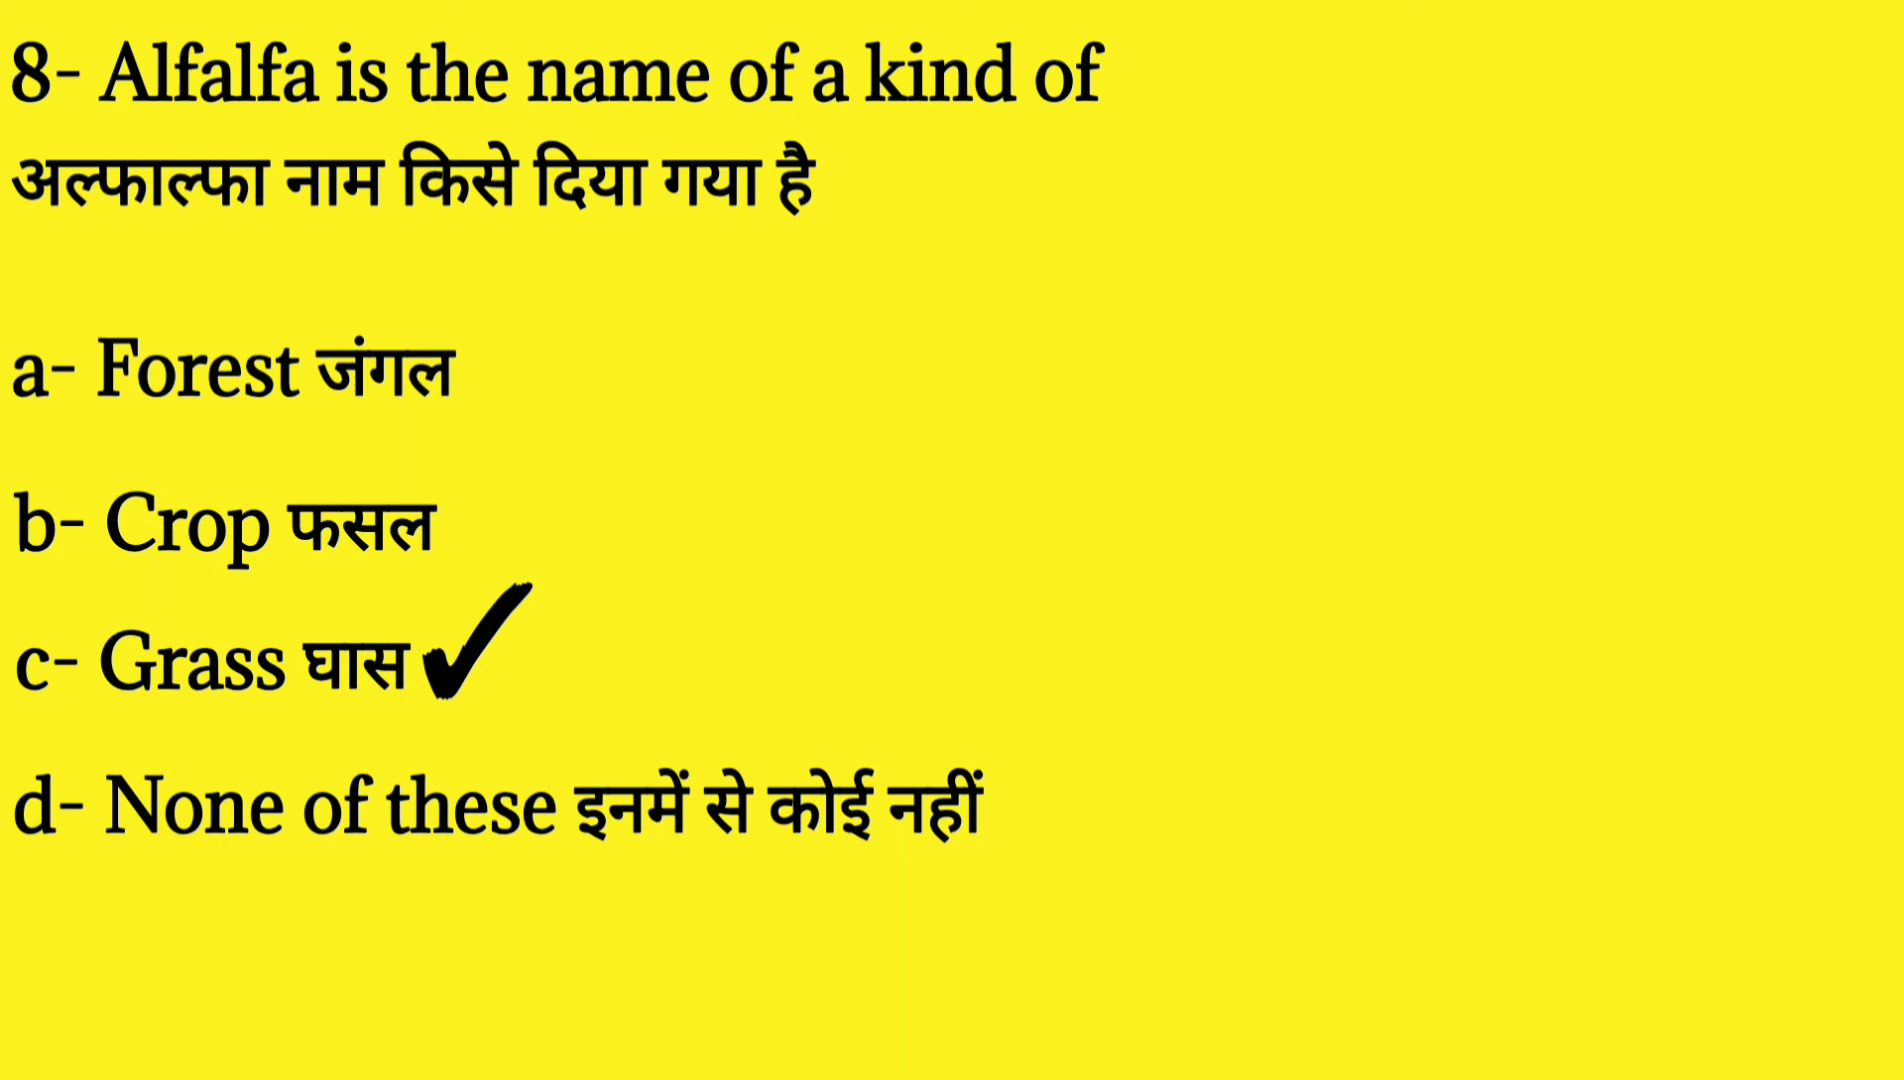 8- Alfalfa is the name of a kind of
अल्फाल्फा नाम किसे दिया गया है
a- Forest जंगल
b- Crop फसल
c- Grass घास
d- None of these इनमें से कोई नहीं